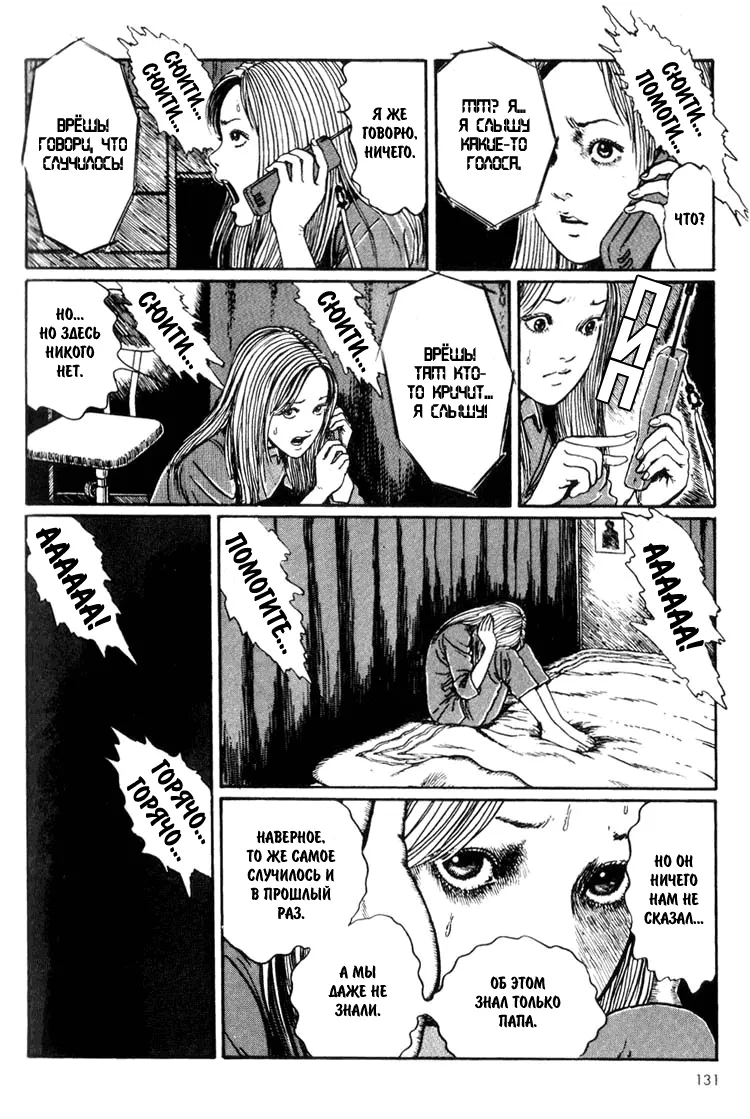 СЮИТИ...
ПОМОГИ...
ММ? Я...
Я СЛЫШУ
КАКИЕ-ТО
ГОЛОСА.
ЧТО?
Я ЖЕ
ГОВОРЮ,
НИЧЕГО.
СЮИТИ...
СЮИТИ...
ВРЁШЬ!
ГОВОРИ, ЧТО
СЛУЧИЛОСЬ!
ПИП
ВРЁШЬ!
ТАМ КТО-
ТО КРИЧИТ...
Я СЛЫШУ!
СЮИТИ...
СЮИТИ...
НО...
НО ЗДЕСЬ
НИКОГО
НЕТ.
АААААА!
ПОМОГИТЕ...
АААААА!
ГОРЯЧО...
ГОРЯЧО...
НО ОН
НИЧЕГО
НАМ НЕ
СКАЗАЛ...
ОБ ЭТОМ
ЗНАЛ ТОЛЬКО
ПАПА.
НАВЕРНОЕ,
ТО ЖЕ САМОЕ
СЛУЧИЛОСЬ И
В ПРОШЛЫЙ
РАЗ.
А МЫ
ДАЖЕ НЕ
ЗНАЛИ.
131